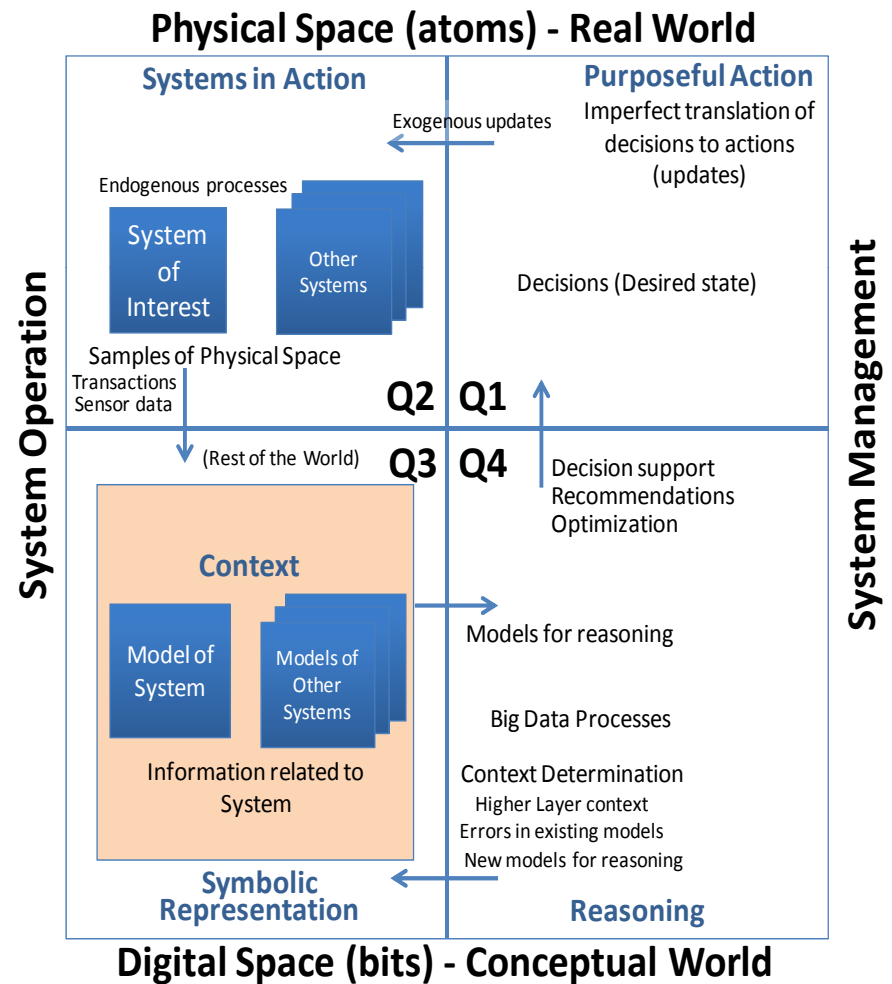 Physical Space (atoms) - Real World
Systems in Action
Exogenous updates
Endogenous processes
System
of
Interest
Other
Systems
Samples of Physical Space
Transactions
Sensor data
Q2
Purposeful Action
Imperfect translation of
decisions to actions
(updates)
Decisions (Desired state)
Q1
System Operation
System Management
(Rest of the World)
Q3
Context
Model of
System
Models of
Other
Systems
Information related to
System
Symbolic
Representation
Q4
Decision support
Recommendations
Optimization
Models for reasoning
Big Data Processes
Context Determination
Higher Layer context
Errors in existing models
New models for reasoning
Reasoning
Digital Space (bits) - Conceptual World